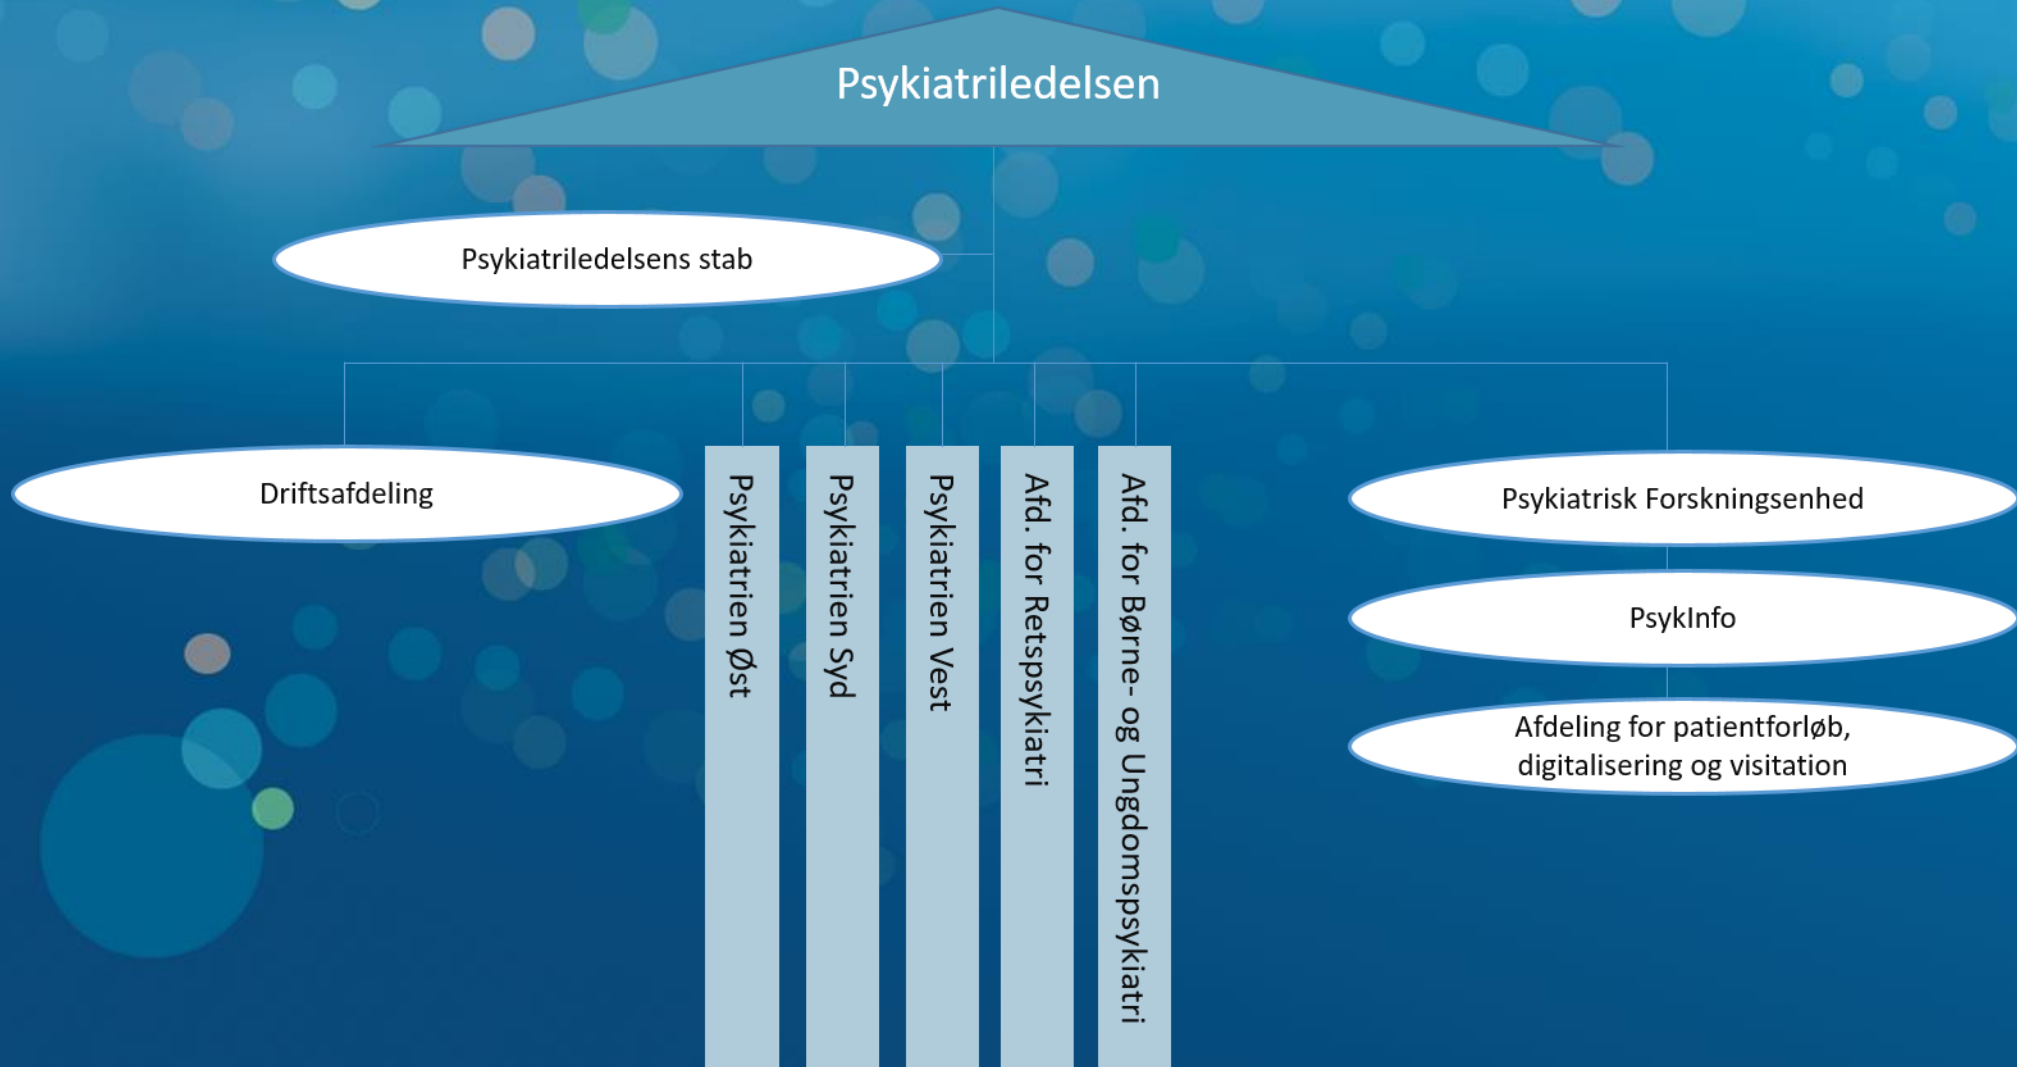 Psykiatriledelsen
Psykiatriledelsens stab
Driftsafdeling
Psykiatrien Øst
Psykiatrien Syd
Psykiatrien Vest
Afd. for Retspsykiatri
Afd. for Børne- og Ungdomspsykiatri
Psykiatrisk Forskningsenhed
PsykInfo
Afdeling for patientforløb,
digitalisering og visitation